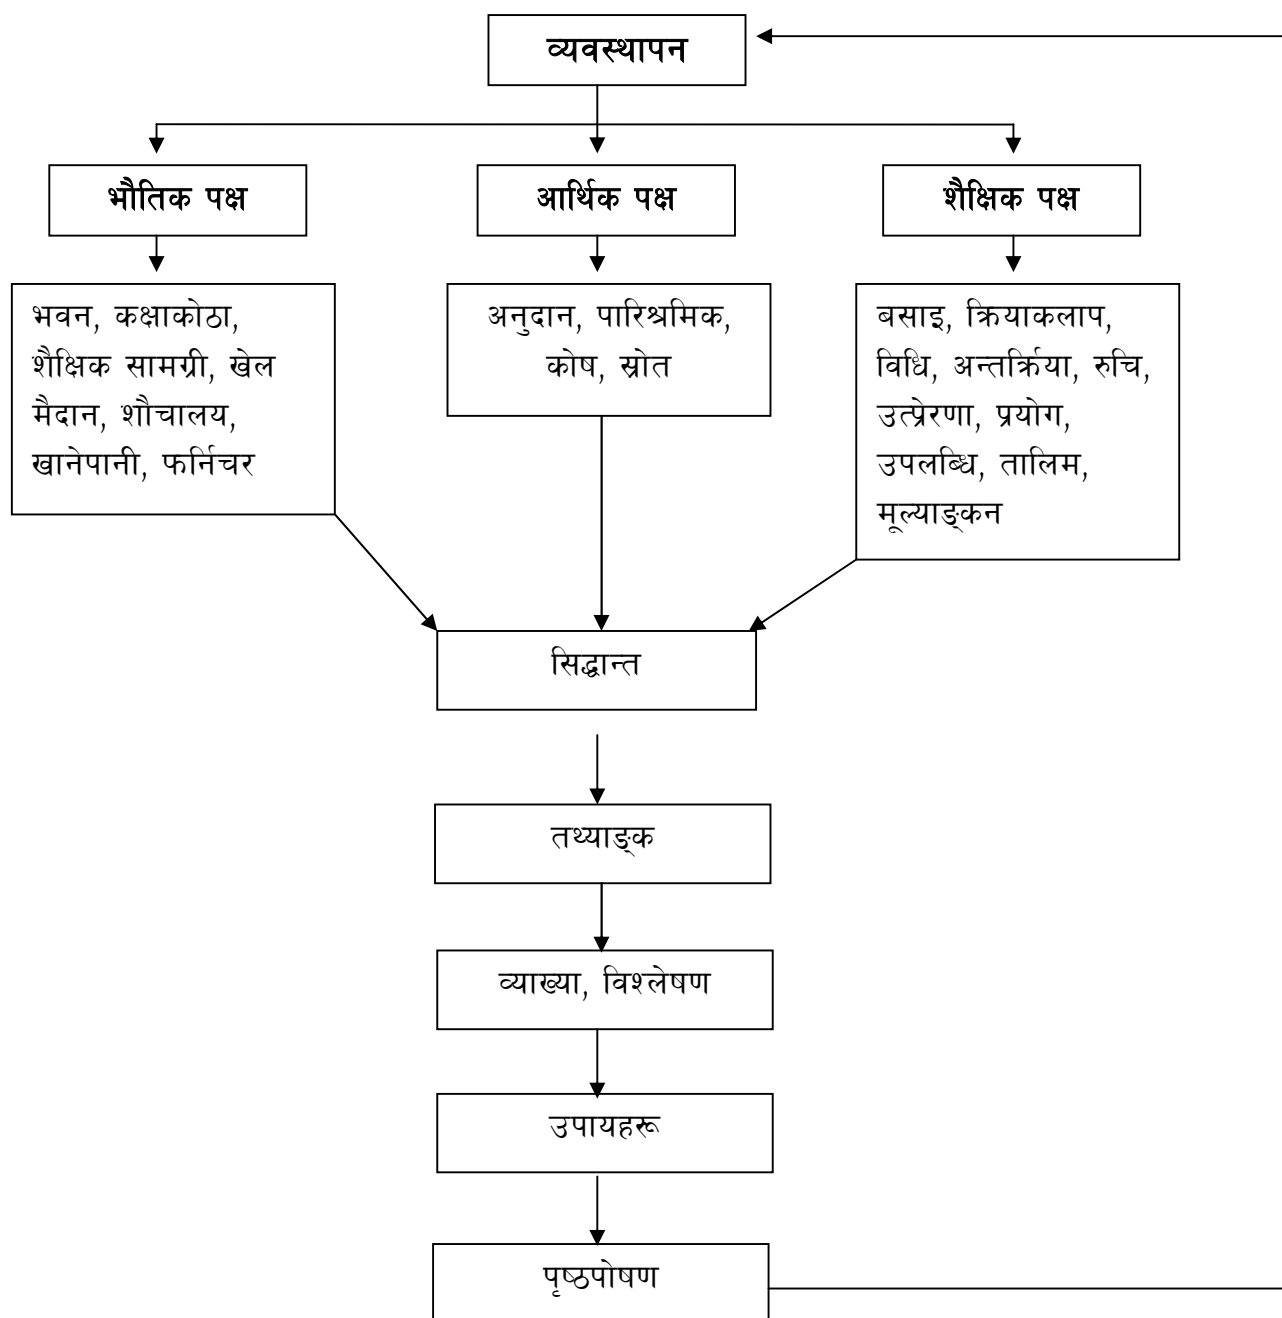 व्यवस्थापन
भौतिक पक्ष
आर्थिक पक्ष
शैक्षिक पक्ष
भवन, कक्षाकोठा,
शैक्षिक सामग्री, खेल
मैदान, शौचालय,
खानेपानी, फर्निचर
अनुदान, पारिश्रमिक,
कोष, स्रोत
बसाइ, क्रियाकलाप,
विधि, अन्तर्क्रिया, रुचि,
उत्प्रेरणा, प्रयोग,
उपलब्धि, तालिम,
मूल्याङ्कन
सिद्धान्त
तथ्याङ्क
व्याख्या, विश्लेषण
उपायहरू
पृष्ठपोषण